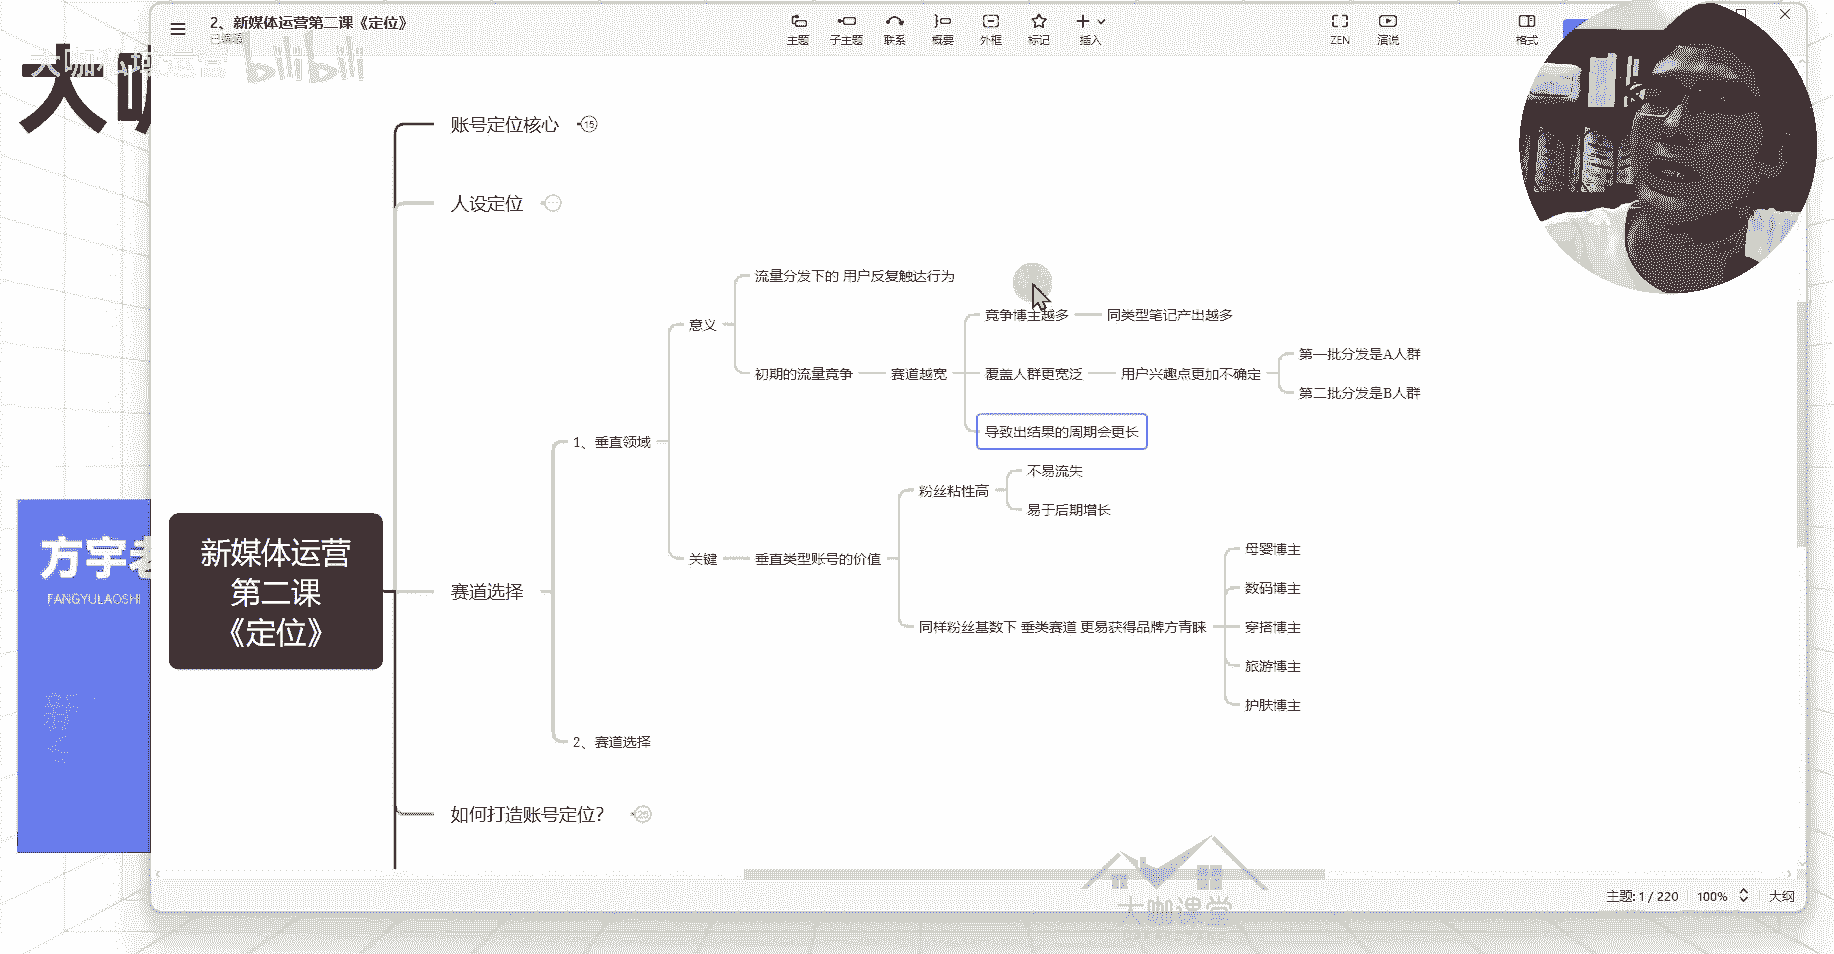 2、新媒体运营第二课《定位》
已编辑
主题
子主题
联系
概要
外框
标记
插入
ZEN
演说
格式
大咖私域运营
bilibili
大咖
账号定位核心
15
人设定位
流量分发下的 用户反复触达行为
意义
竞争博主越多
同类型笔记产出越多
初期的流量竞争
赛道越宽
覆盖人群更宽泛
用户兴趣点更加不确定
第一批分发是A人群
第二批分发是B人群
导致出结果的周期会更长
1、垂直领域
粉丝粘性高
不易流失
易于后期增长
关键
垂直类型账号的价值
母婴博主
数码博主
同样粉丝基数下 垂类赛道 更易获得品牌方青睐
穿搭博主
旅游博主
护肤博主
新媒体运营
第二课
《定位》
赛道选择
2、赛道选择
如何打造账号定位？
方宇老
FANGYULAOSHI
大咖课堂
主题: 1 / 220
100%
大纲